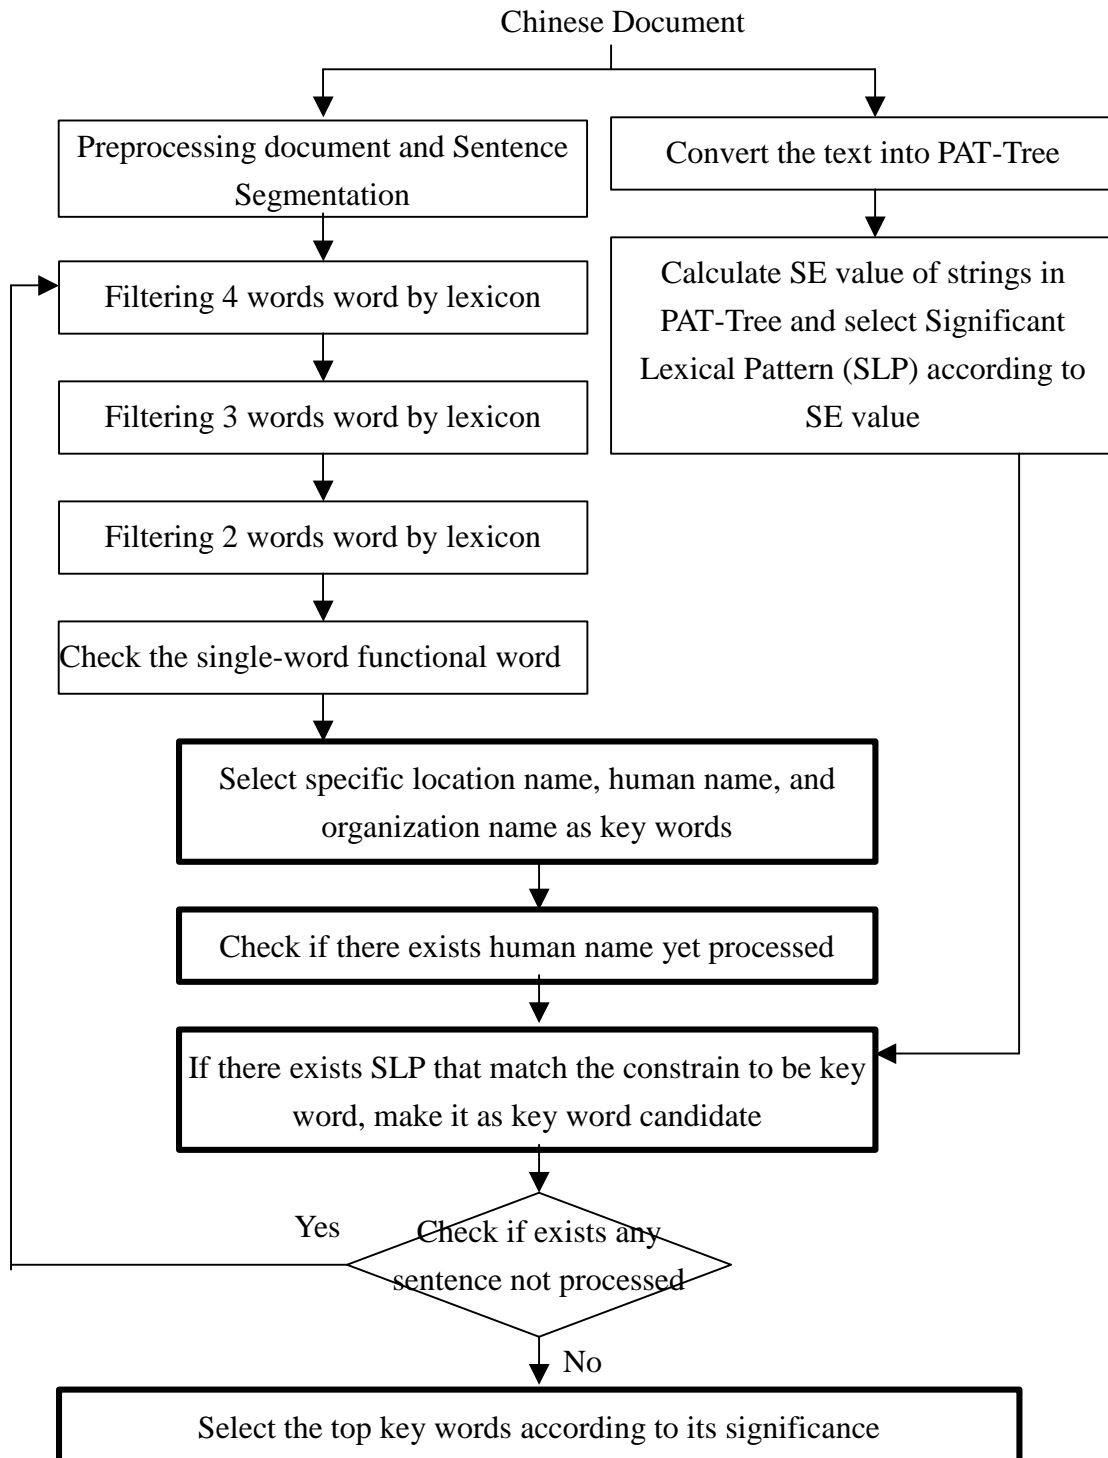 Chinese Document
Preprocessing document and Sentence
Segmentation
Convert the text into PAT-Tree
Filtering 4 words word by lexicon
Calculate SE value of strings in
PAT-Tree and select Significant
Lexical Pattern (SLP) according to
SE value
Filtering 3 words word by lexicon
Filtering 2 words word by lexicon
Check the single-word functional word
Select specific location name, human name, and
organization name as key words
Check if there exists human name yet processed
If there exists SLP that match the constrain to be key
word, make it as key word candidate
Yes
Check if exists any
sentence not processed
No
Select the top key words according to its significance